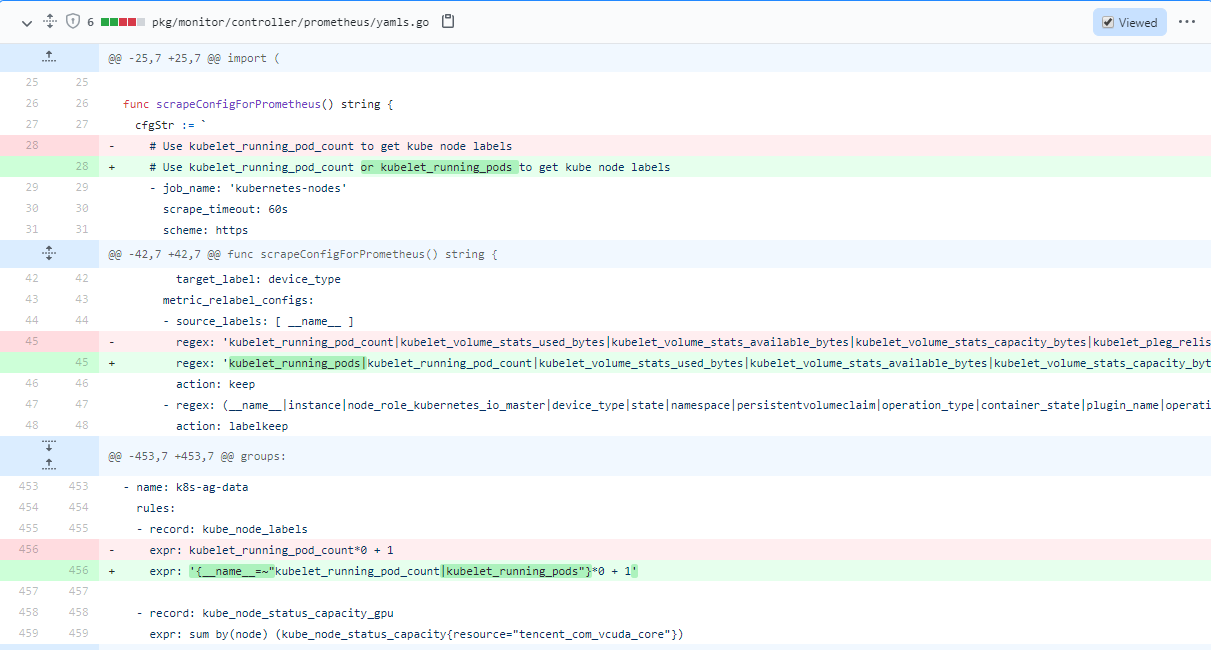 6 pkg/monitor/controller/prometheus/yamls.go Viewed
@@ -25,7 +25,7 @@ import (
25 25
26 26 func scrapeConfigForPrometheus() string {
27 27 cfgStr := `
28 - # Use kubelet_running_pod_count to get kube node labels
28 + # Use kubelet_running_pod_count or kubelet_running_pods to get kube node labels
29 29 - job_name: 'kubernetes-nodes'
30 30 scrape_timeout: 60s
31 31 scheme: https
@@ -42,7 +42,7 @@ func scrapeConfigForPrometheus() string {
42 42 target_label: device_type
43 43 metric_relabel_configs:
44 44 - source_labels: [ __name__ ]
45 - regex: 'kubelet_running_pod_count|kubelet_volume_stats_used_bytes|kubelet_volume_stats_available_bytes|kubelet_volume_stats_capacity_bytes|kubelet_pleg_relis
45 + regex: 'kubelet_running_pods|kubelet_running_pod_count|kubelet_volume_stats_used_bytes|kubelet_volume_stats_available_bytes|kubelet_volume_stats_capacity_byt
46 46 action: keep
47 47 - regex: (__name__|instance|node_role_kubernetes_io_master|device_type|state|namespace|persistentvolumeclaim|operation_type|container_state|plugin_name|operati
48 48 action: labelkeep
@@ -453,7 +453,7 @@ groups:
453 453 - name: k8s-ag-data
454 454 rules:
455 455 - record: kube_node_labels
456 - expr: kubelet_running_pod_count*0 + 1
456 + expr: '{__name__=~"kubelet_running_pod_count|kubelet_running_pods"}*0 + 1'
457 457
458 458 - record: kube_node_status_capacity_gpu
459 459 expr: sum by(node) (kube_node_status_capacity{resource="tencent_com_vcuda_core"})